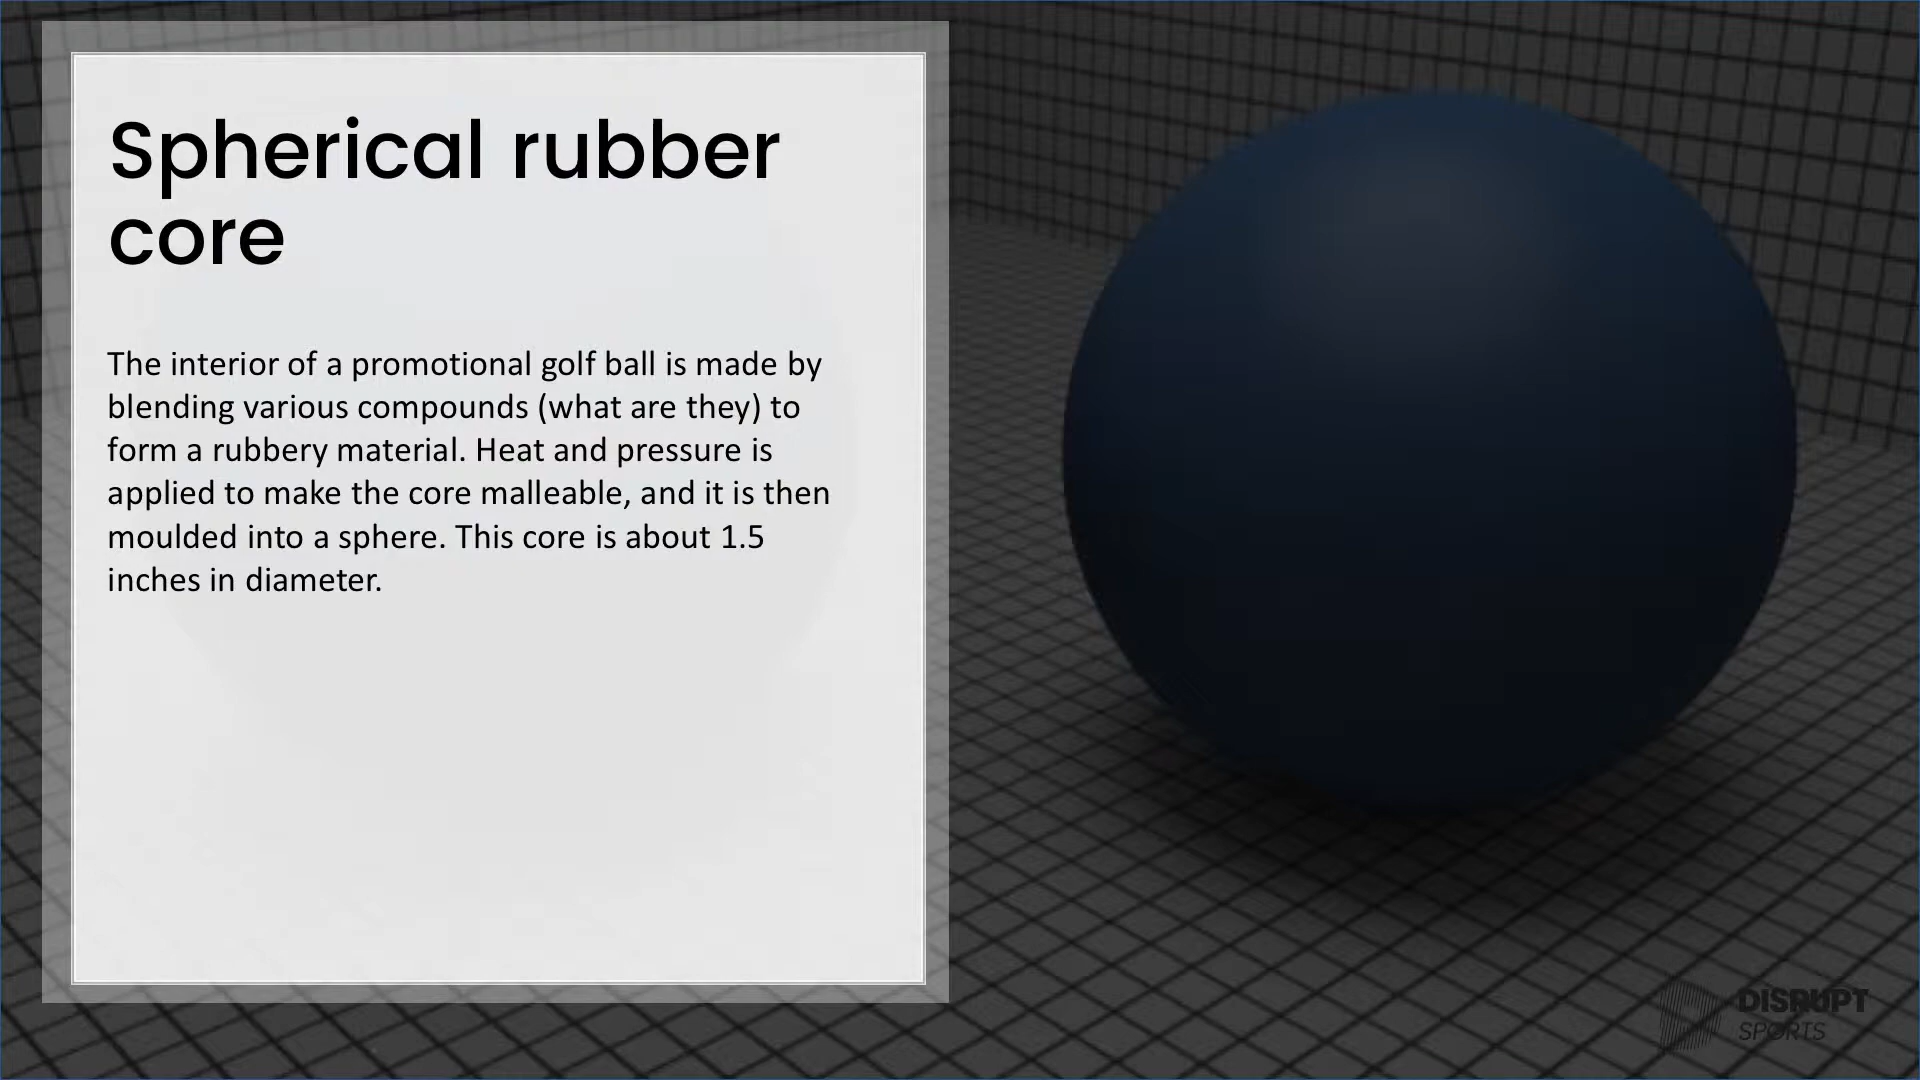 Spherical rubber
core
The interior of a promotional golf ball is made by
blending various compounds (what are they) to
form a rubbery material. Heat and pressure is
applied to make the core malleable, and it is then
moulded into a sphere. This core is about 1.5
inches in diameter.
DISRUPT
SPORTS